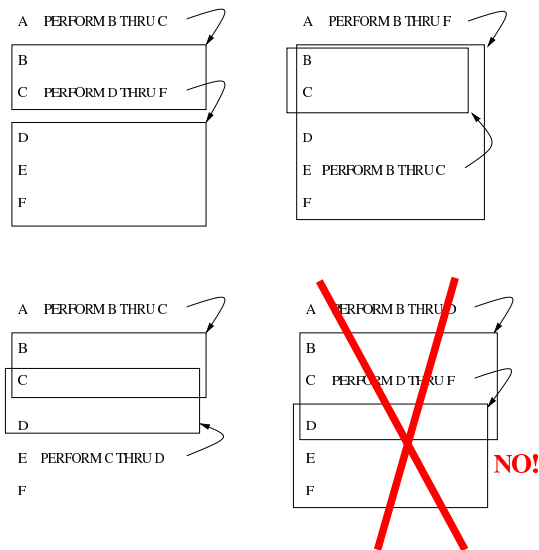 A PERFORM B THRU C
B
C PERFORM D THRU F
D
E
F
A PERFORM B THRU F
B
C
D
E PERFORM B THRU C
F
A PERFORM B THRU C
B
C
D
E PERFORM C THRU D
F
A PERFORM B THRU D
B
C PERFORM D THRU F
D
E
F
NO!